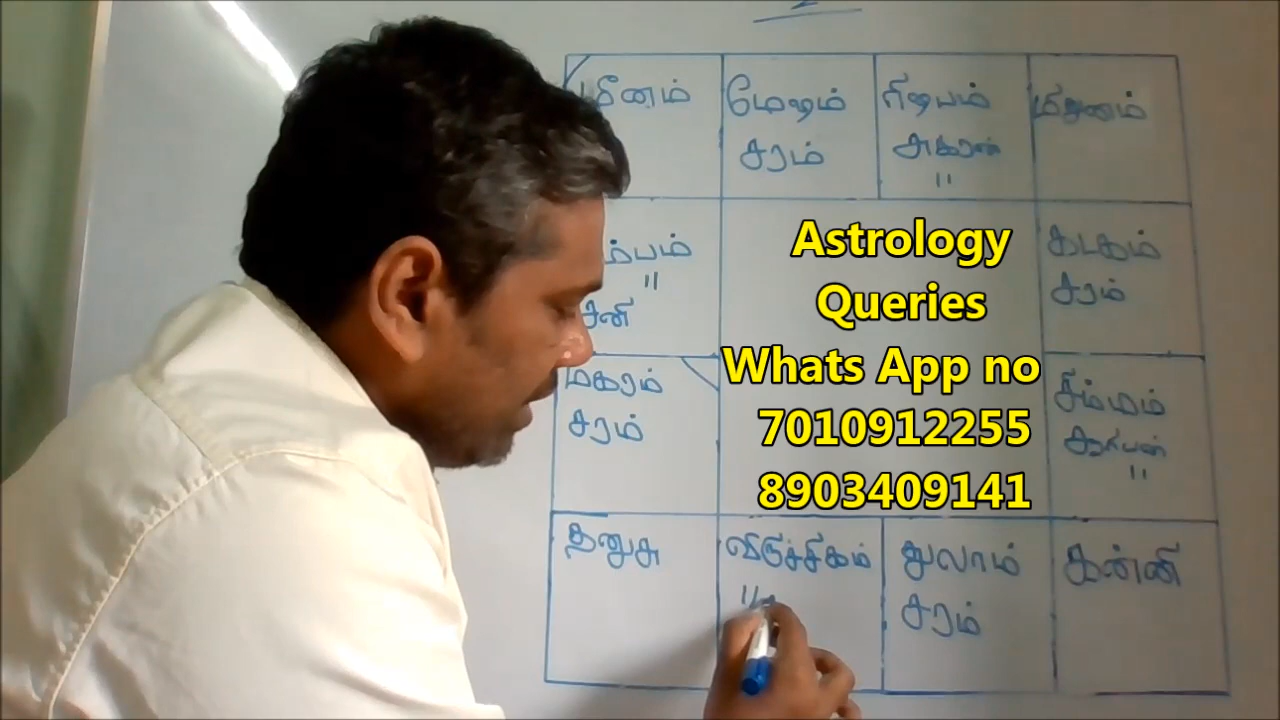 மீனம்
மேஷம்
சரம்
ரிஷபம்
"
மிதுனம்
ம்பம்
"
சனி
கடகம்
சரம்
மகரம்
சரம்
சிம்மம்
"
தனுசு
விருச்சிகம்
"
துலாம்
சரம்
கன்னி
Astrology
Queries
Whats App no
7010912255
8903409141